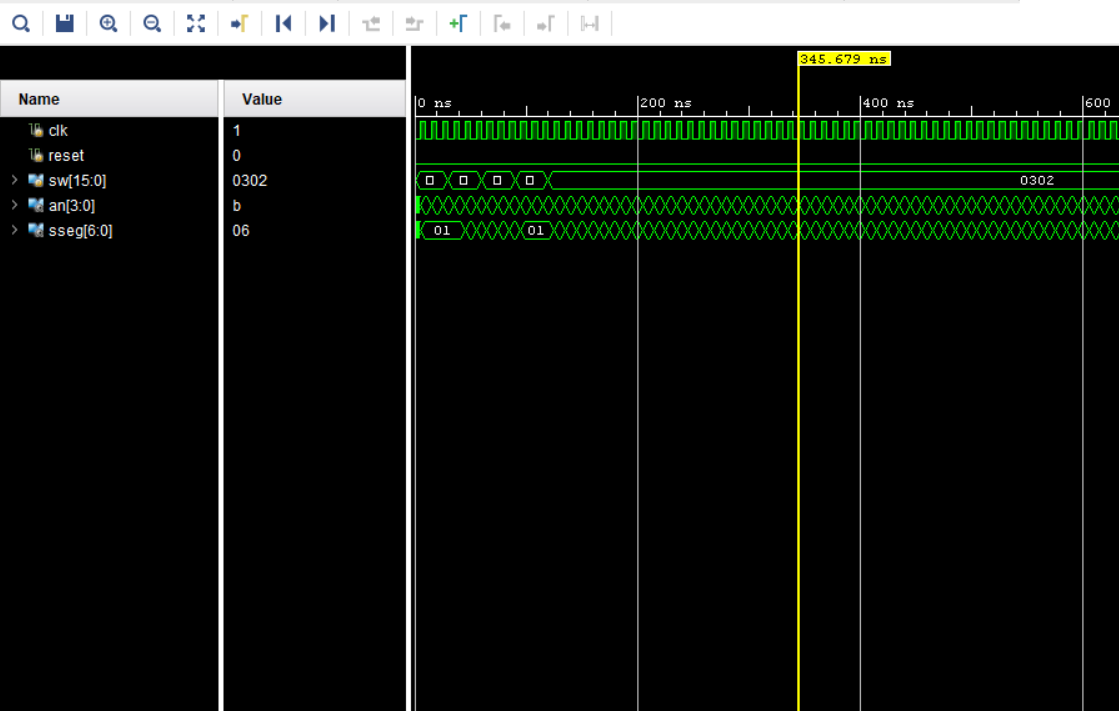 345.679 ns
Name
Value
0 ns
200 ns
400 ns
600
clk
1
reset
0
sw[15:0]
0302
0302
an[3:0]
b
sseg[6:0]
06
01
01